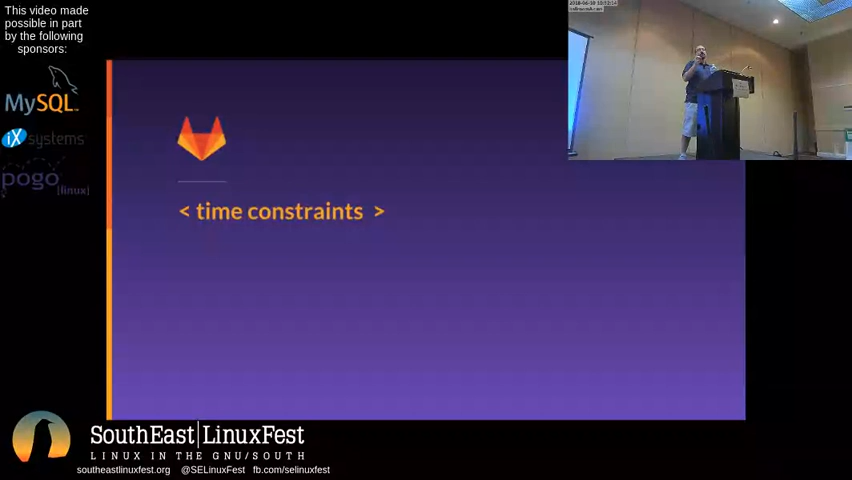 This video made
possible in part
by the following
sponsors:
MySQL
iXsystems
pogo
[linux]
< time constraints >
SouthEast|LinuxFest
LINUX IN THE GNU/SOUTH
southeastlinuxfest.org @SELinuxFest fb.com/selinuxfest